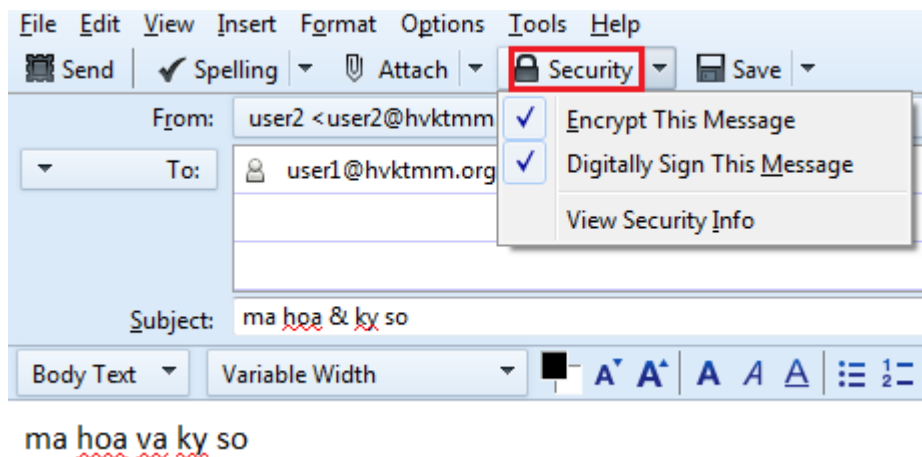 File Edit View Insert Format Options Tools Help
Send Spelling Attach Security Save
From: user2 <user2@hvktmm
Encrypt This Message
To: user1@hvktmm.org
Digitally Sign This Message
View Security Info
Subject: ma hoa & ky so
Body Text Variable Width
ma hoa va ky so